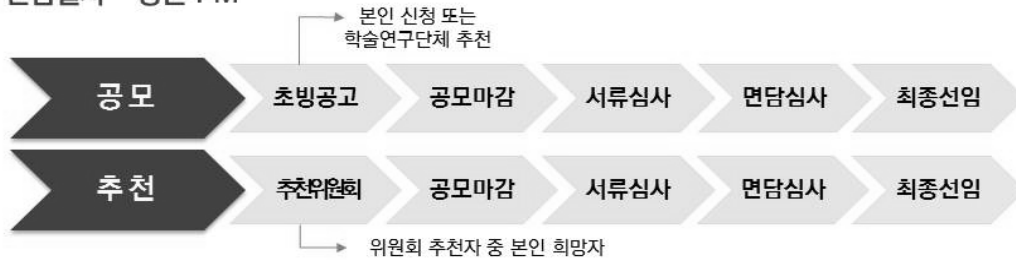 본인 신청 또는
학술연구단체 추천
공모 초빙공고 공모마감 서류심사 면담심사 최종선임
추천 추천위원회 공모마감 서류심사 면담심사 최종선임
위원회 추천자 중 본인 희망자